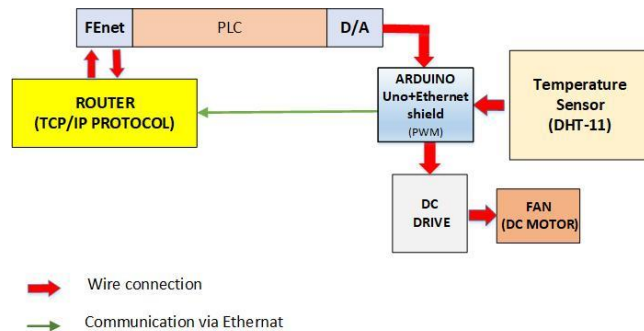 FEnet
PLC
D/A
ROUTER
(TCP/IP PROTOCOL)
ARDUINO
Uno+Ethernet
shield
(PWM)
Temperature
Sensor
(DHT-11)
DC
DRIVE
FAN
(DC MOTOR)
Wire connection
Communication via Ethernat